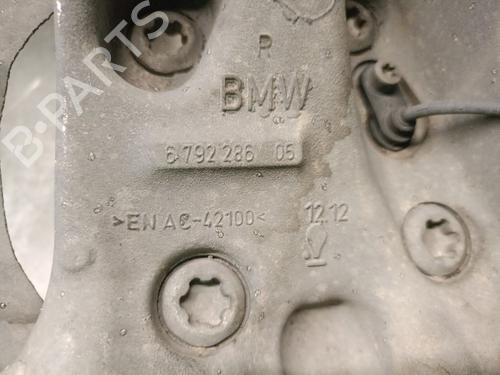 B-PARTS
R
BMW
6 792 286 05
>EN AC-42100< 12.12